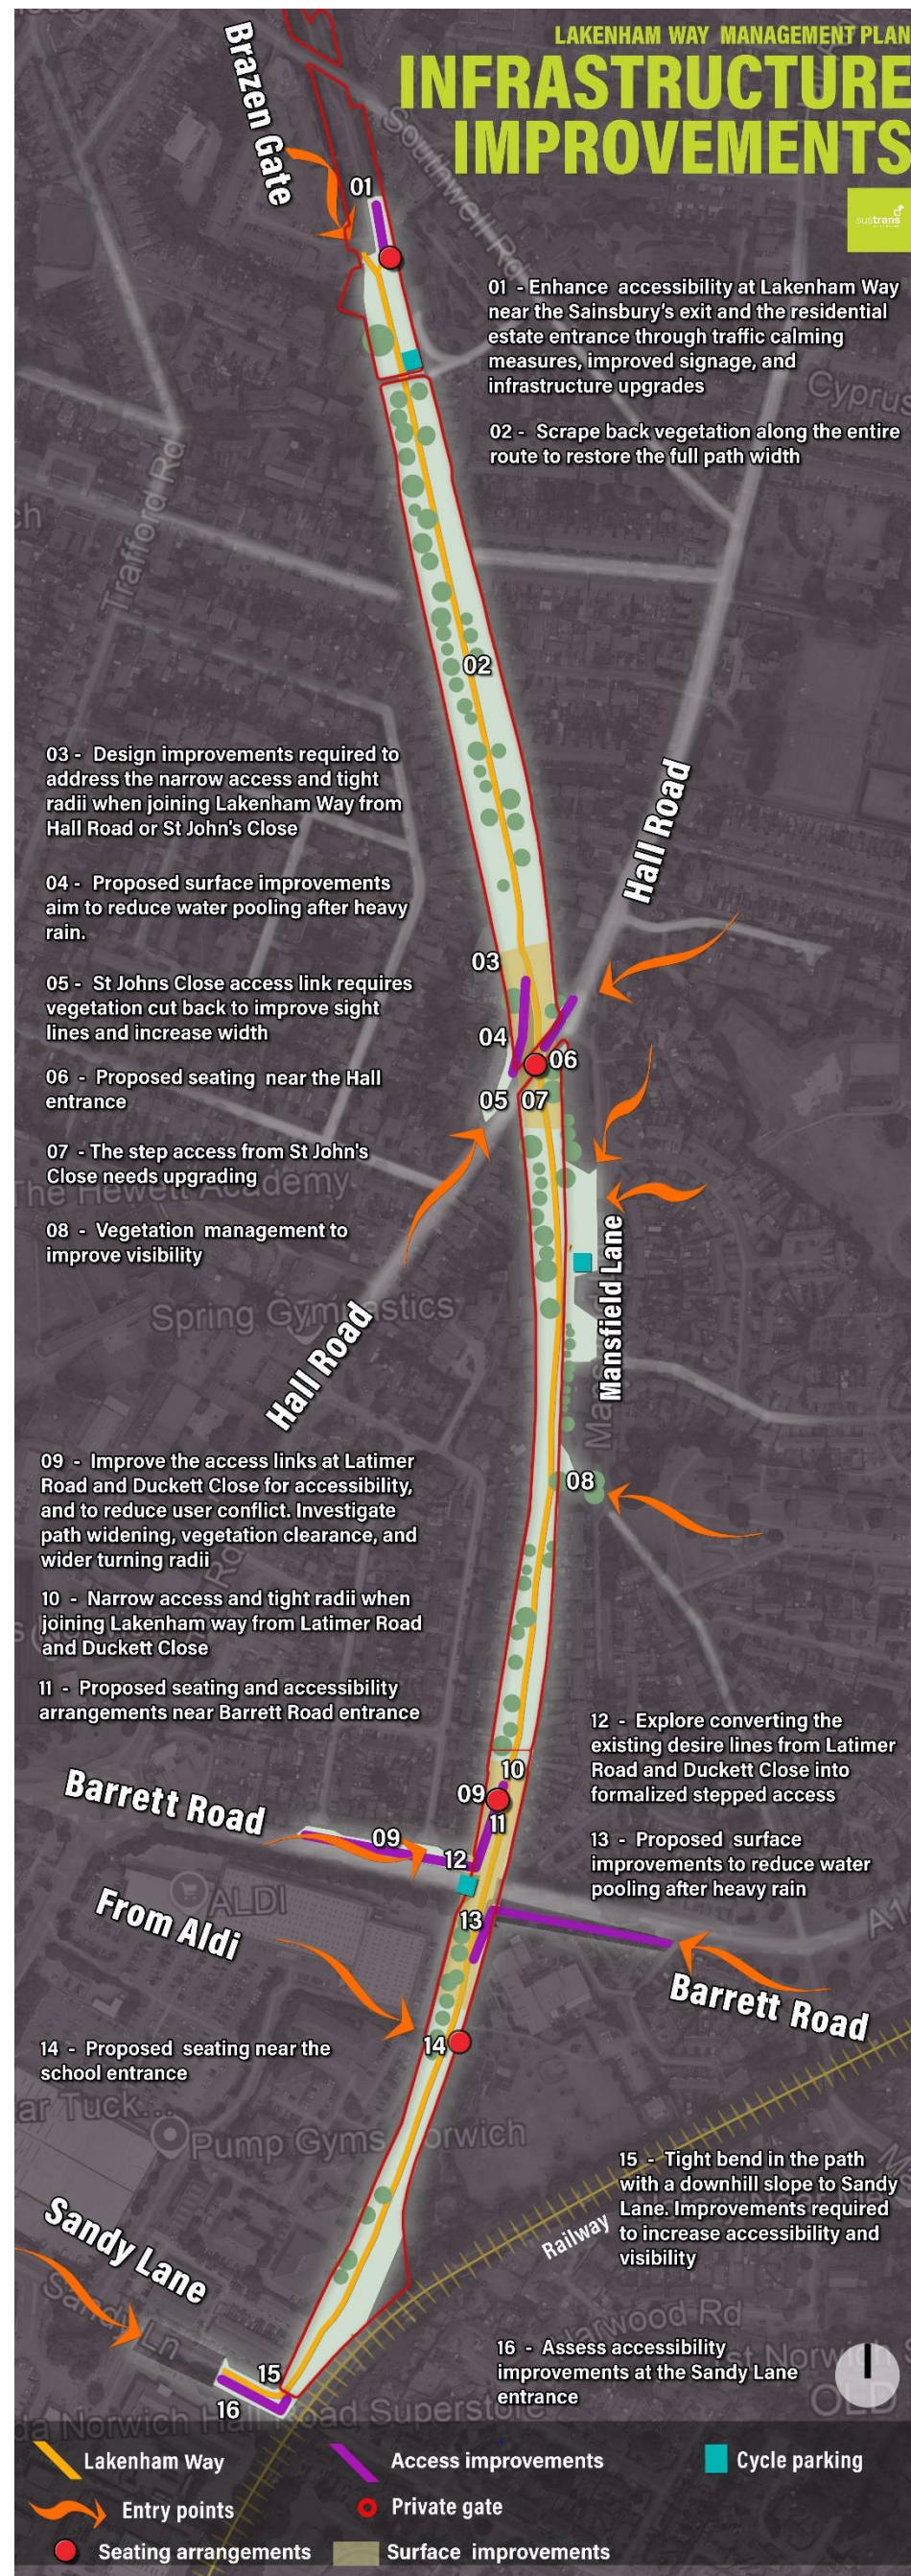 LAKENHAM WAY MANAGEMENT PLAN
INFRASTRUCTURE
IMPROVEMENTS
sustrans
Brazen Gate
Southwell Rd
01
01 - Enhance accessibility at Lakenham Way
near the Sainsbury's exit and the residential
estate entrance through traffic calming
measures, improved signage, and
infrastructure upgrades
Cyprus
02 - Scrape back vegetation along the entire
route to restore the full path width
Trafford Rd
02
03 - Design improvements required to
address the narrow access and tight
radii when joining Lakenham Way from
Hall Road or St John's Close
Hall Road
04 - Proposed surface improvements
aim to reduce water pooling after heavy
rain.
03
05 - St Johns Close access link requires
vegetation cut back to improve sight
lines and increase width
04
06
06 - Proposed seating near the Hall
entrance
05
07
07 - The step access from St John's
Close needs upgrading
The Hewett Academy
08 - Vegetation management to
improve visibility
Mansfield Lane
Spring Gymnastics
Hall Road
09 - Improve the access links at Latimer
Road and Duckett Close for accessibility,
and to reduce user conflict. Investigate
path widening, vegetation clearance, and
wider turning radii
08
10 - Narrow access and tight radii when
joining Lakenham way from Latimer Road
and Duckett Close
11 - Proposed seating and accessibility
arrangements near Barrett Road entrance
12 - Explore converting the
existing desire lines from Latimer
Road and Duckett Close into
formalized stepped access
10
09
11
Barrett Road
09
12
13 - Proposed surface
improvements to reduce water
pooling after heavy rain
ALDI
From Aldi
13
Barrett Road
14 - Proposed seating near the
school entrance
14
ar Tuck...
Pump Gyms Norwich
15 - Tight bend in the path
with a downhill slope to Sandy
Lane. Improvements required
to increase accessibility and
visibility
Railway
Sandy Lane
Sandy Ln
16 - Assess accessibility
improvements at the Sandy Lane
entrance
15
16
da Norwich Hall Road Superstore
OLD
Lakenham Way
Access improvements
Cycle parking
Entry points
Private gate
Seating arrangements
Surface improvements